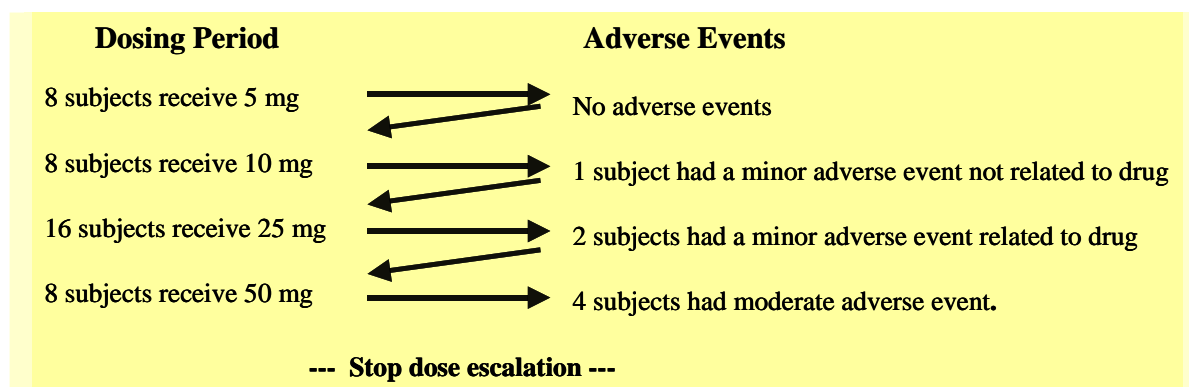 Dosing Period Adverse Events
8 subjects receive 5 mg No adverse events
8 subjects receive 10 mg 1 subject had a minor adverse event not related to drug
16 subjects receive 25 mg 2 subjects had a minor adverse event related to drug
8 subjects receive 50 mg 4 subjects had moderate adverse event.
--- Stop dose escalation ---